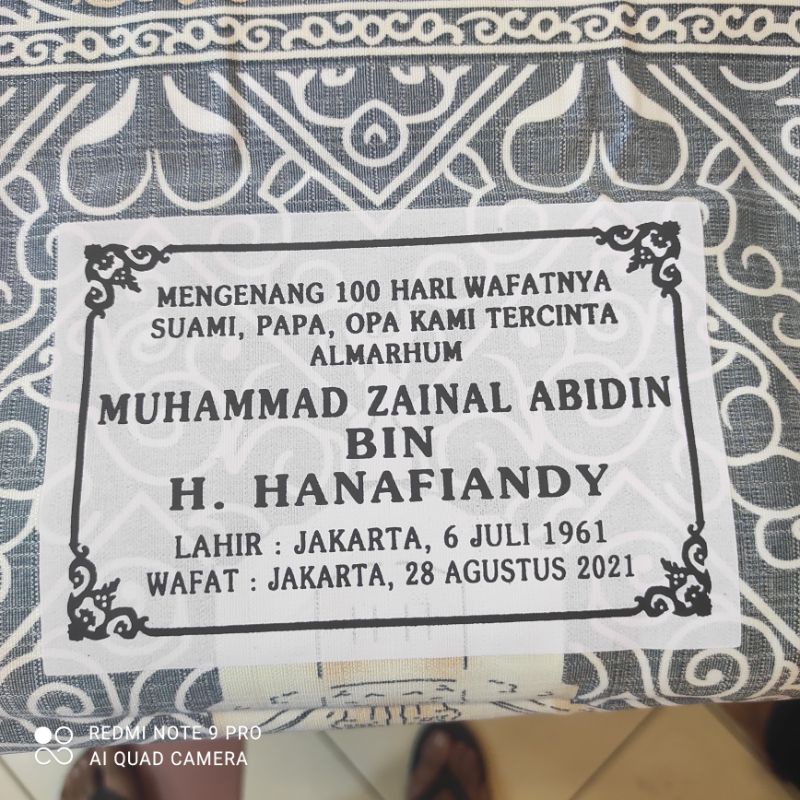 MENGENANG 100 HARI WAFATNYA
SUAMI, PAPA, OPA KAMI TERCINTA
ALMARHUM
MUHAMMAD ZAINAL ABIDIN
BIN
H. HANAFIANDY
LAHIR : JAKARTA, 6 JULI 1961
WAFAT : JAKARTA, 28 AGUSTUS 2021
REDMI NOTE 9 PRO
AI QUAD CAMERA